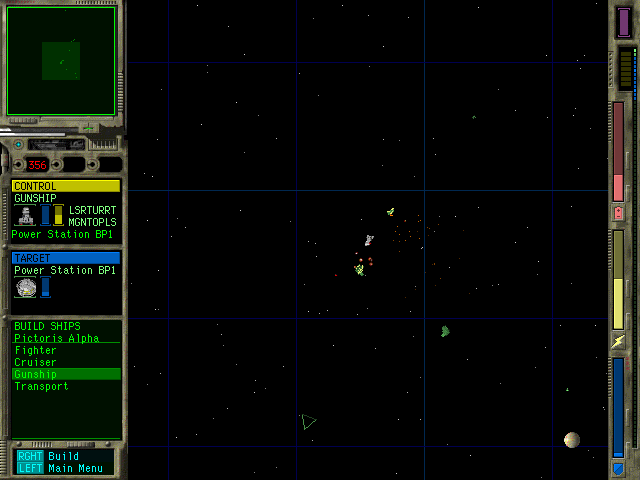 356
CONTROL
GUNSHIP
LSRTURRT
MGNTOPLS
Power Station BP1
TARGET
Power Station BP1
BUILD SHIPS
Pictoris Alpha
Fighter
Cruiser
Gunship
Transport
RGHT Build
LEFT Main Menu